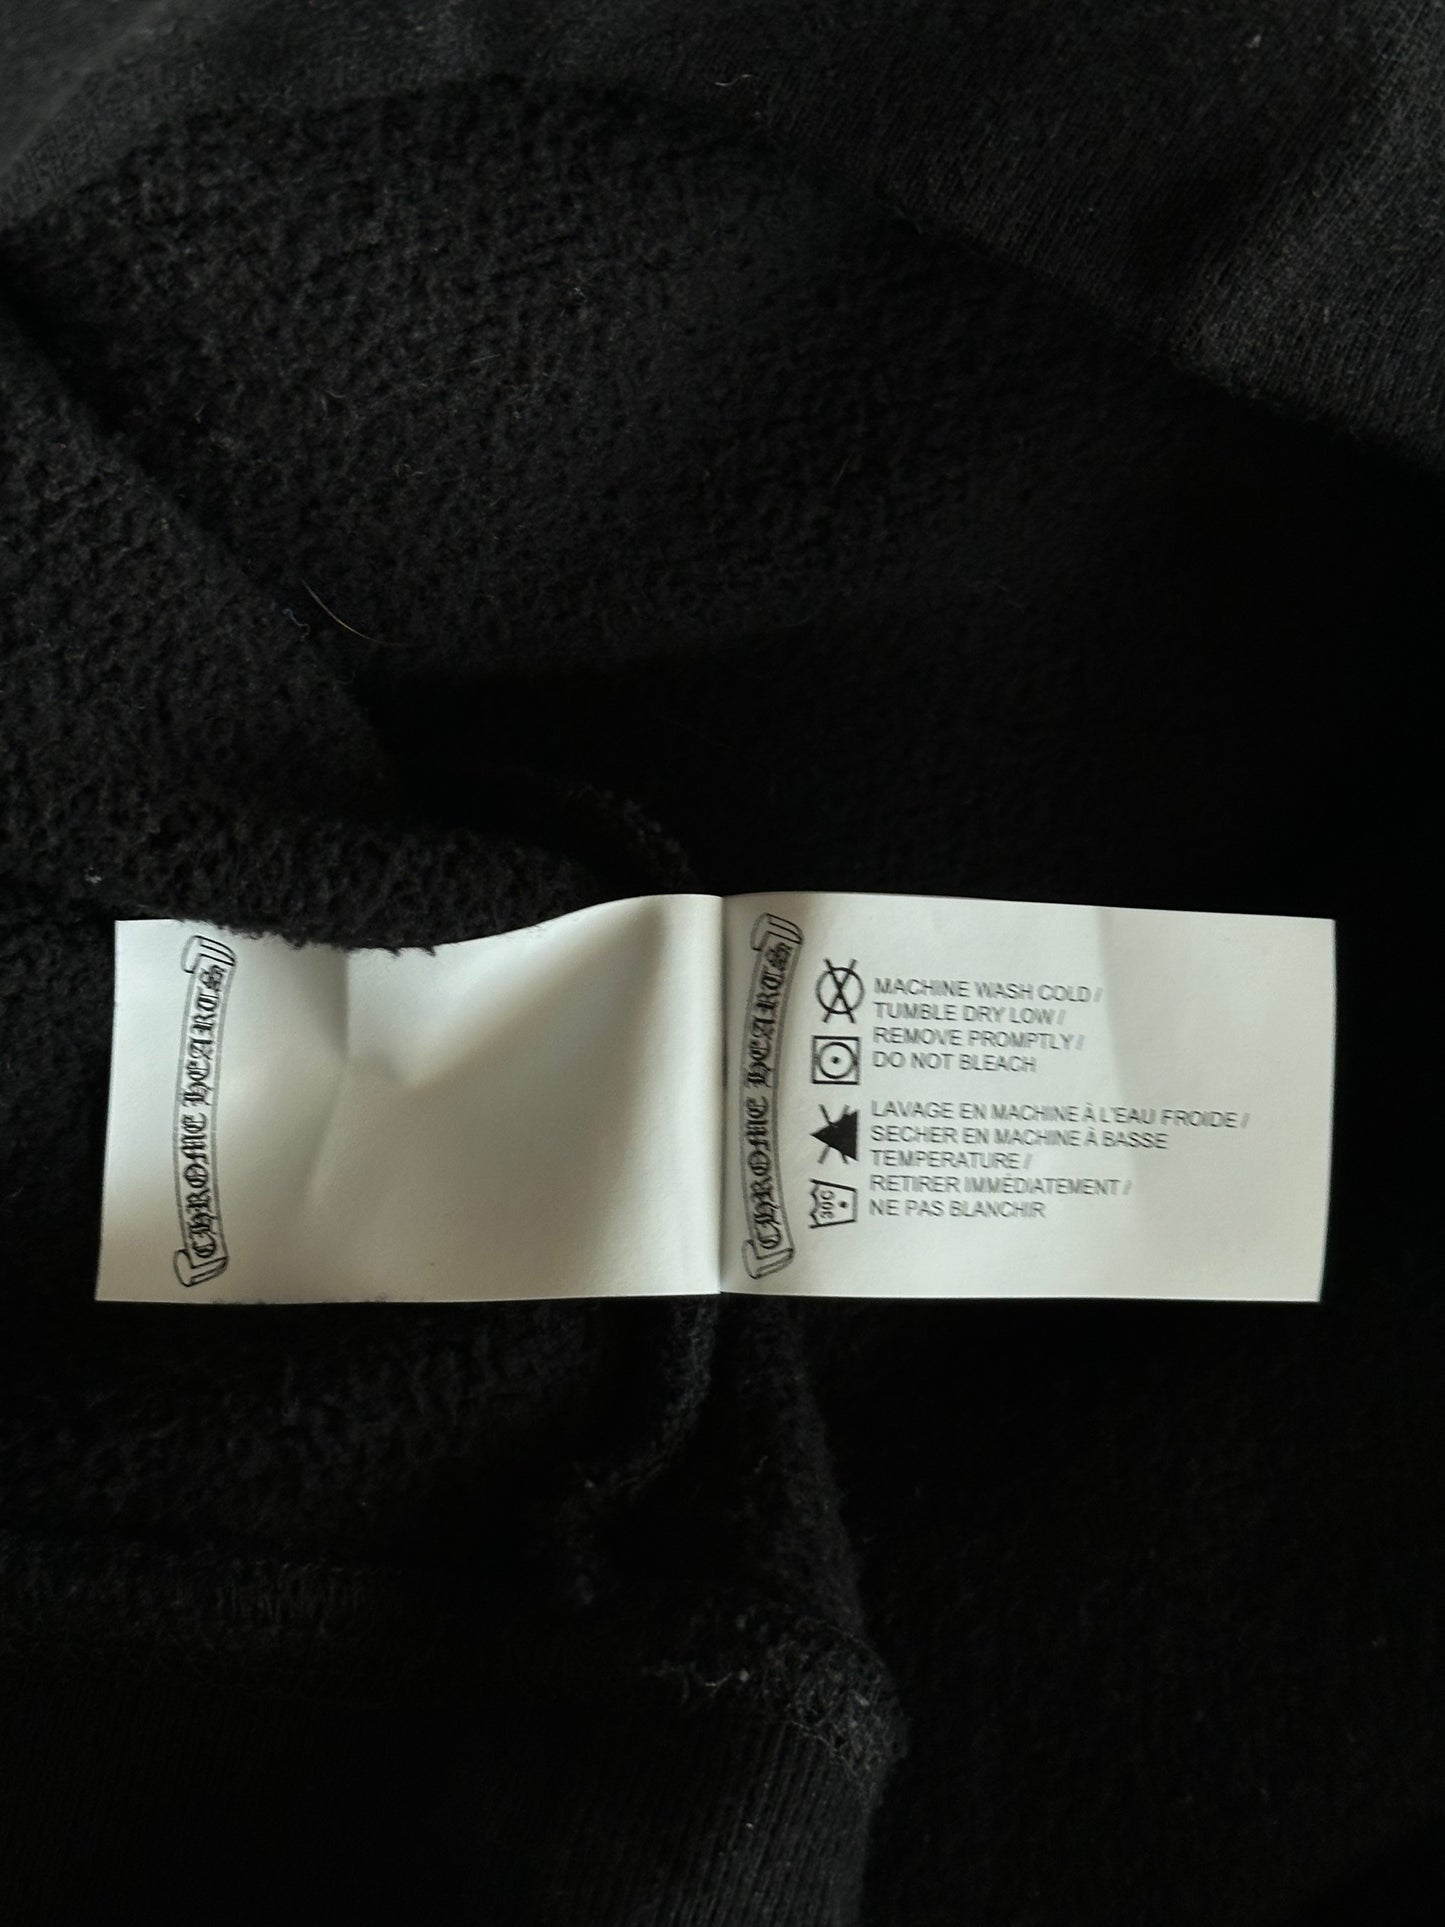 CHROME HEARTS
CHROME HEARTS
MACHINE WASH COLD /
TUMBLE DRY LOW /
REMOVE PROMPTLY /
DO NOT BLEACH
LAVAGE EN MACHINE À L'EAU FROIDE /
SECHER EN MACHINE À BASSE
TEMPERATURE /
RETIRER IMMÉDIATEMENT /
NE PAS BLANCHIR
30C